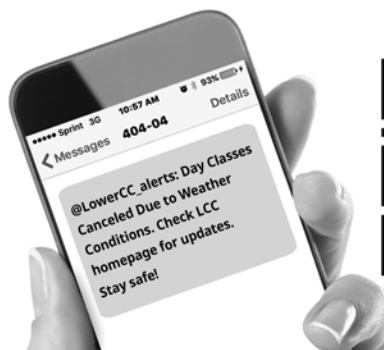 ●●●●● Sprint 3G 10:57 AM 93%
Messages 404-04 Details
@LowerCC_alerts: Day Classes
Canceled Due to Weather
Conditions. Check LCC
homepage for updates.
Stay safe!